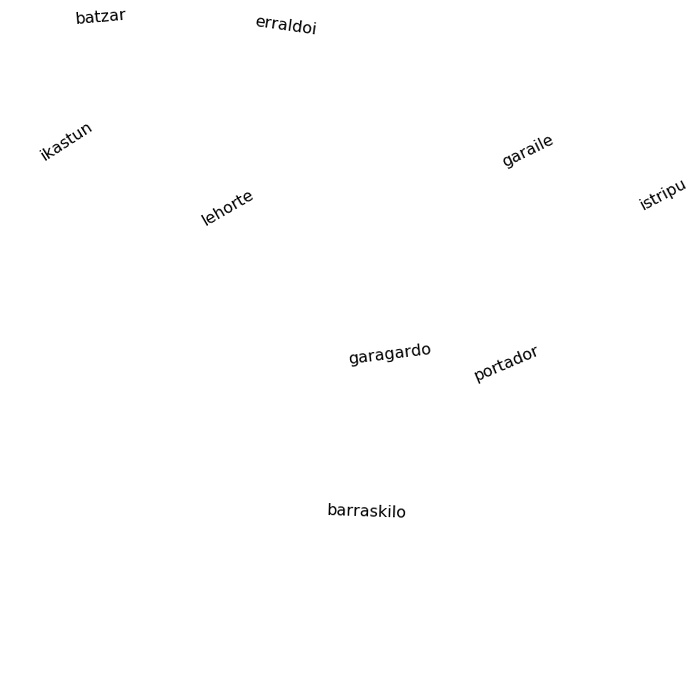 batzar
erraldoi
ikastun
garaile
istripu
lehorte
garagardo
portador
barraskilo